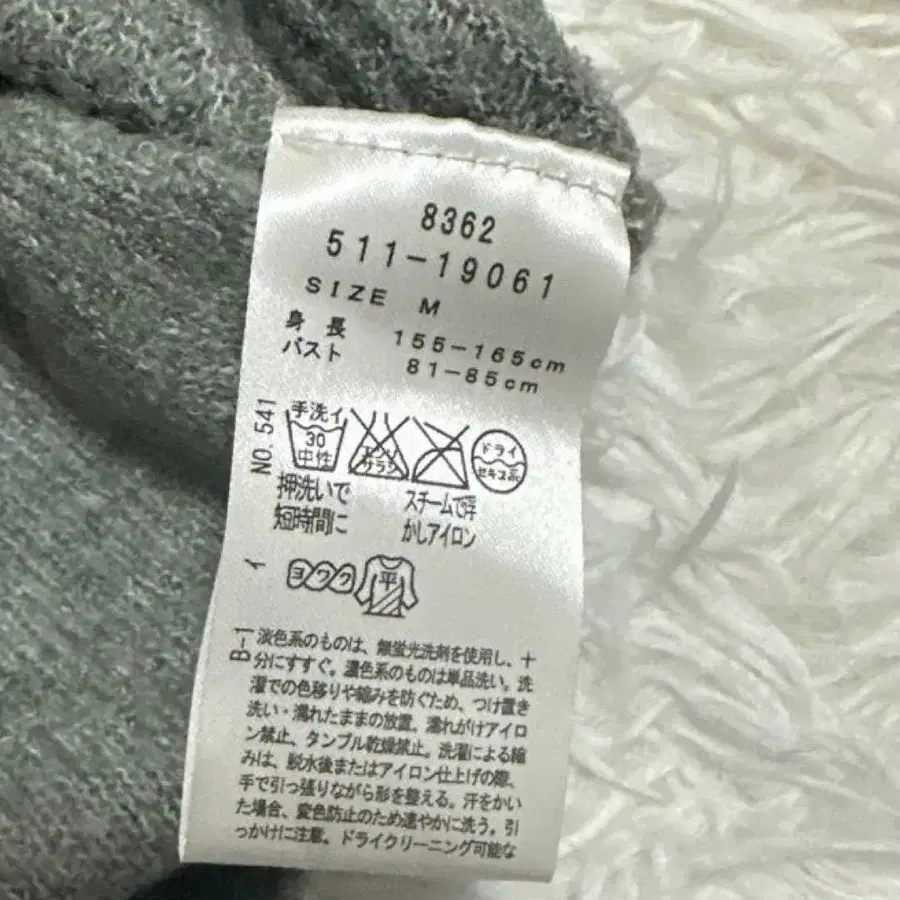 8362
511-19061
SIZE M
身長 155-165cm
バスト 81-85cm
NO.541
手洗イ
30
中性
エンソ
サラシ
ドライ
セキユ系
押洗いで
短時間に
スチームで浮
かしアイロン
イ
ヨワク
平
B-1
淡色系のものは、無蛍光洗剤を使用し、十
分にすすぐ。濃色系のものは単品洗い。洗
濯での色移りや縮みを防ぐため、つけ置き
洗い・濡れたままの放置、濡れがけアイロ
ン禁止、タンブル乾燥禁止。洗濯による縮
みは、脱水後またはアイロン仕上げの際、
手で引っ張りながら形を整える。汗をかい
た場合、変色防止のため速やかに洗う。引
っかけに注意。ドライクリーニング可能な